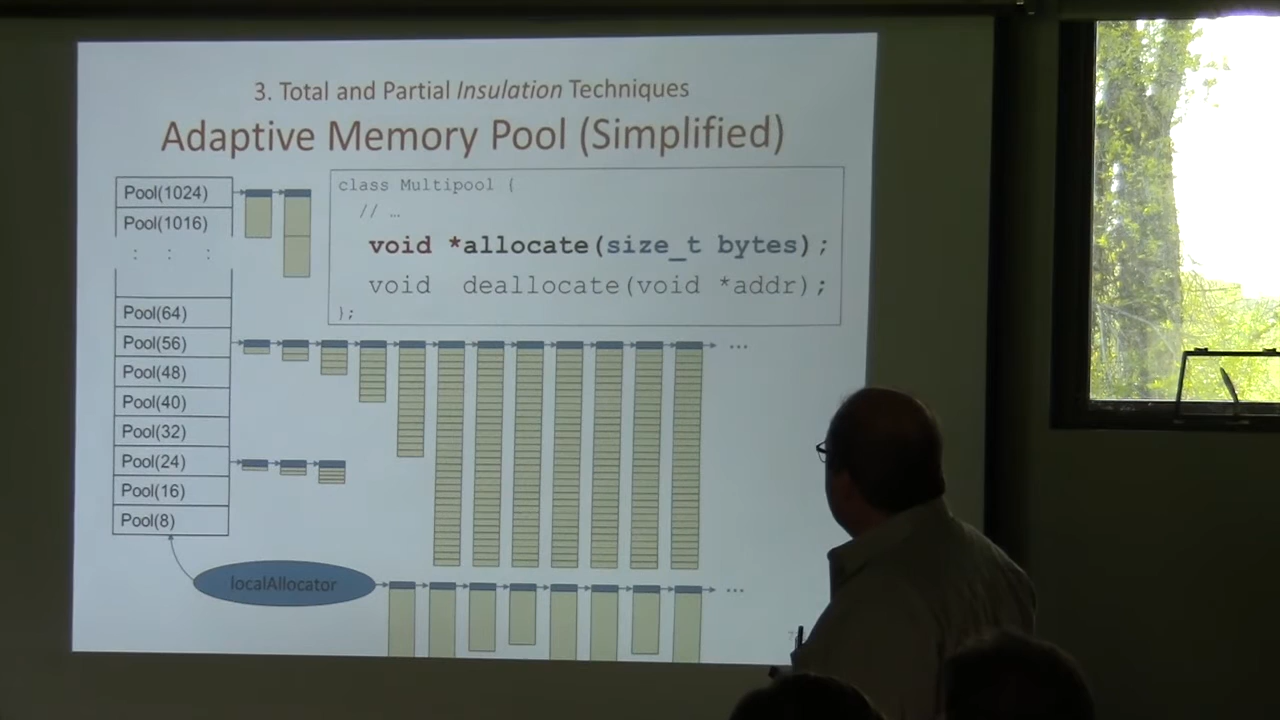 3. Total and Partial Insulation Techniques
Adaptive Memory Pool (Simplified)
class Multipool {
// …
void *allocate(size_t bytes);
void deallocate(void *addr);
};
Pool(1024)
Pool(1016)
: : :
Pool(64)
Pool(56)
...
Pool(48)
Pool(40)
Pool(32)
Pool(24)
Pool(16)
Pool(8)
localAllocator
...